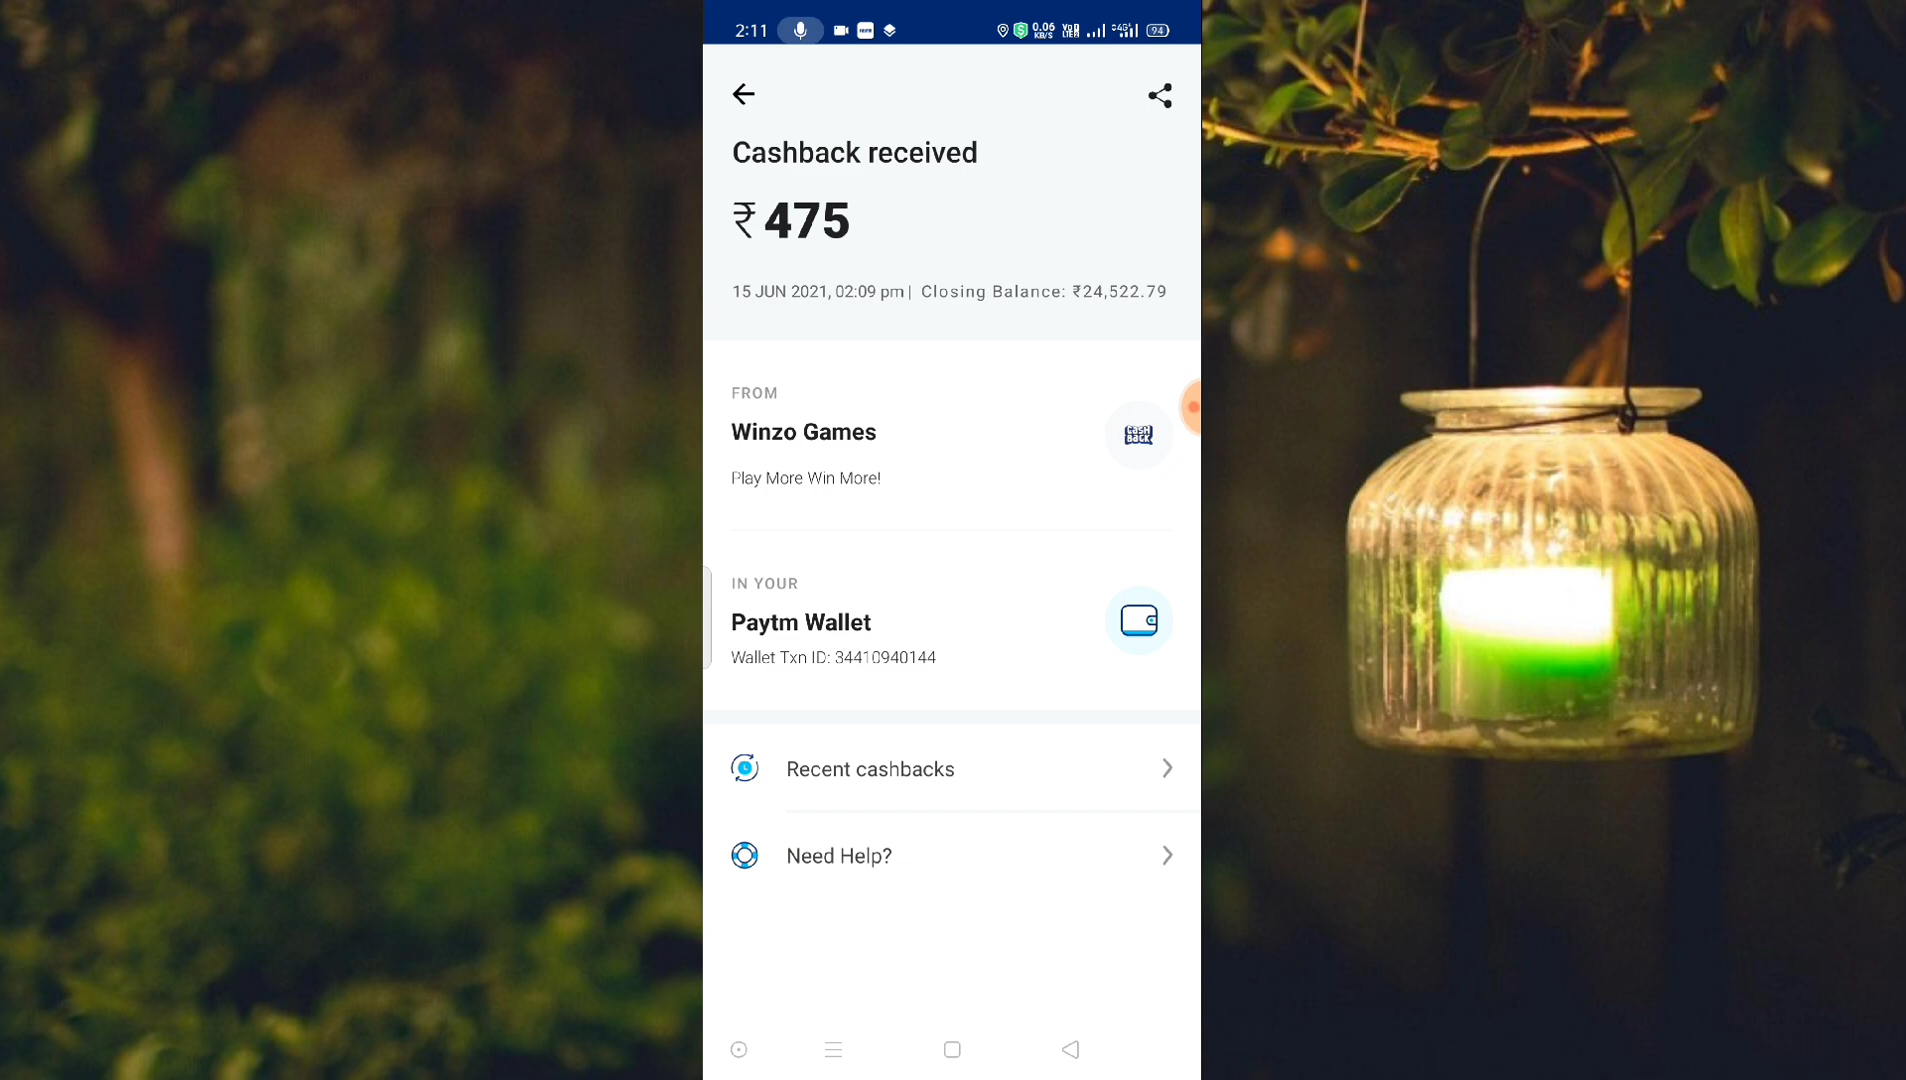 2:11 0.06 KB/S 4G+ 94
Cashback received
₹475
15 JUN 2021, 02:09 pm | Closing Balance: ₹24,522.79
FROM
Winzo Games
CASH BACK
Play More Win More!
IN YOUR
Paytm Wallet
Wallet Txn ID: 34410940144
Recent cashbacks
Need Help?